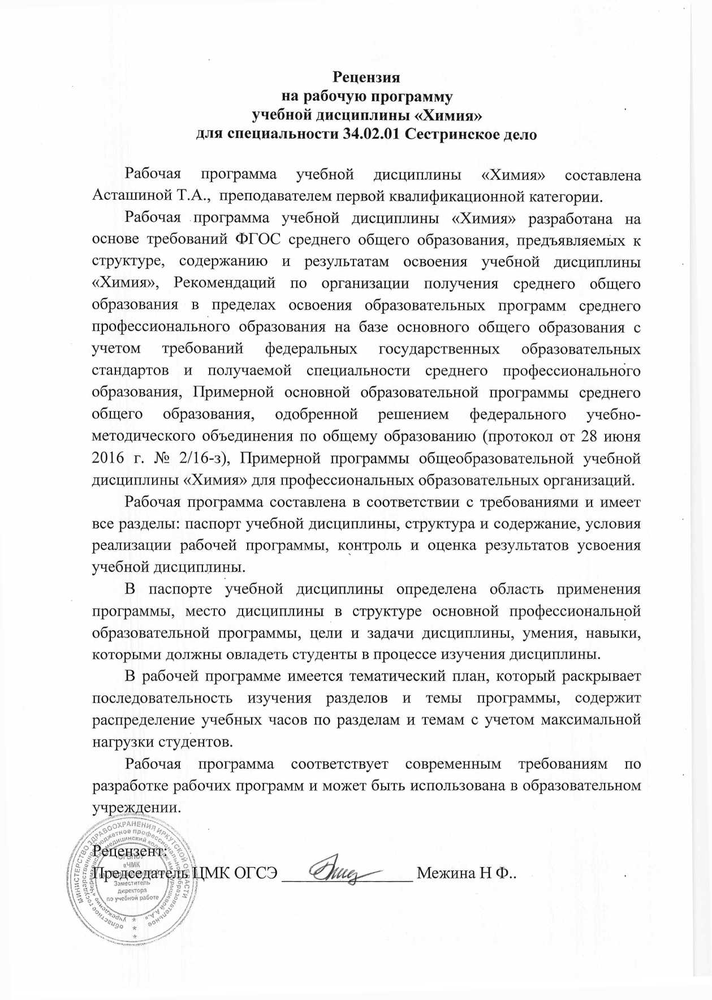 Рецензия
на рабочую программу
учебной дисциплины «Химия»
для специальности 34.02.01 Сестринское дело
Рабочая программа учебной дисциплины «Химия» составлена
Асташиной Т.А., преподавателем первой квалификационной категории.
Рабочая программа учебной дисциплины «Химия» разработана на
основе требований ФГОС среднего общего образования, предъявляемых к
структуре, содержанию и результатам освоения учебной дисциплины
«Химия», Рекомендаций по организации получения среднего общего
образования в пределах освоения образовательных программ среднего
профессионального образования на базе основного общего образования с
учетом требований федеральных государственных образовательных
стандартов и получаемой специальности среднего профессионального
образования, Примерной основной образовательной программы среднего
общего образования, одобренной решением федерального учебно-
методического объединения по общему образованию (протокол от 28 июня
2016 г. № 2/16-з), Примерной программы общеобразовательной учебной
дисциплины «Химия» для профессиональных образовательных организаций.
Рабочая программа составлена в соответствии с требованиями и имеет
все разделы: паспорт учебной дисциплины, структура и содержание, условия
реализации рабочей программы, контроль и оценка результатов усвоения
учебной дисциплины.
В паспорте учебной дисциплины определена область применения
программы, место дисциплины в структуре основной профессиональной
образовательной программы, цели и задачи дисциплины, умения, навыки,
которыми должны овладеть студенты в процессе изучения дисциплины.
В рабочей программе имеется тематический план, который раскрывает
последовательность изучения разделов и темы программы, содержит
распределение учебных часов по разделам и темам с учетом максимальной
нагрузки студентов.
Рабочая программа соответствует современным требованиям по
разработке рабочих программ и может быть использована в образовательном
учреждении.
Рецензент:
Председатель ЦМК ОГСЭ _________________ Межина Н Ф..
МИНИСТЕРСТВО ЗДРАВООХРАНЕНИЯ ИРКУТСКОЙ ОБЛАСТИ
областное государственное бюджетное профессиональное образовательное
учреждение «Черемховский медицинский колледж им. Турышевой А.А.»
ОГБПОУ
«ЧМК
Заместитель
директора
по учебной работе